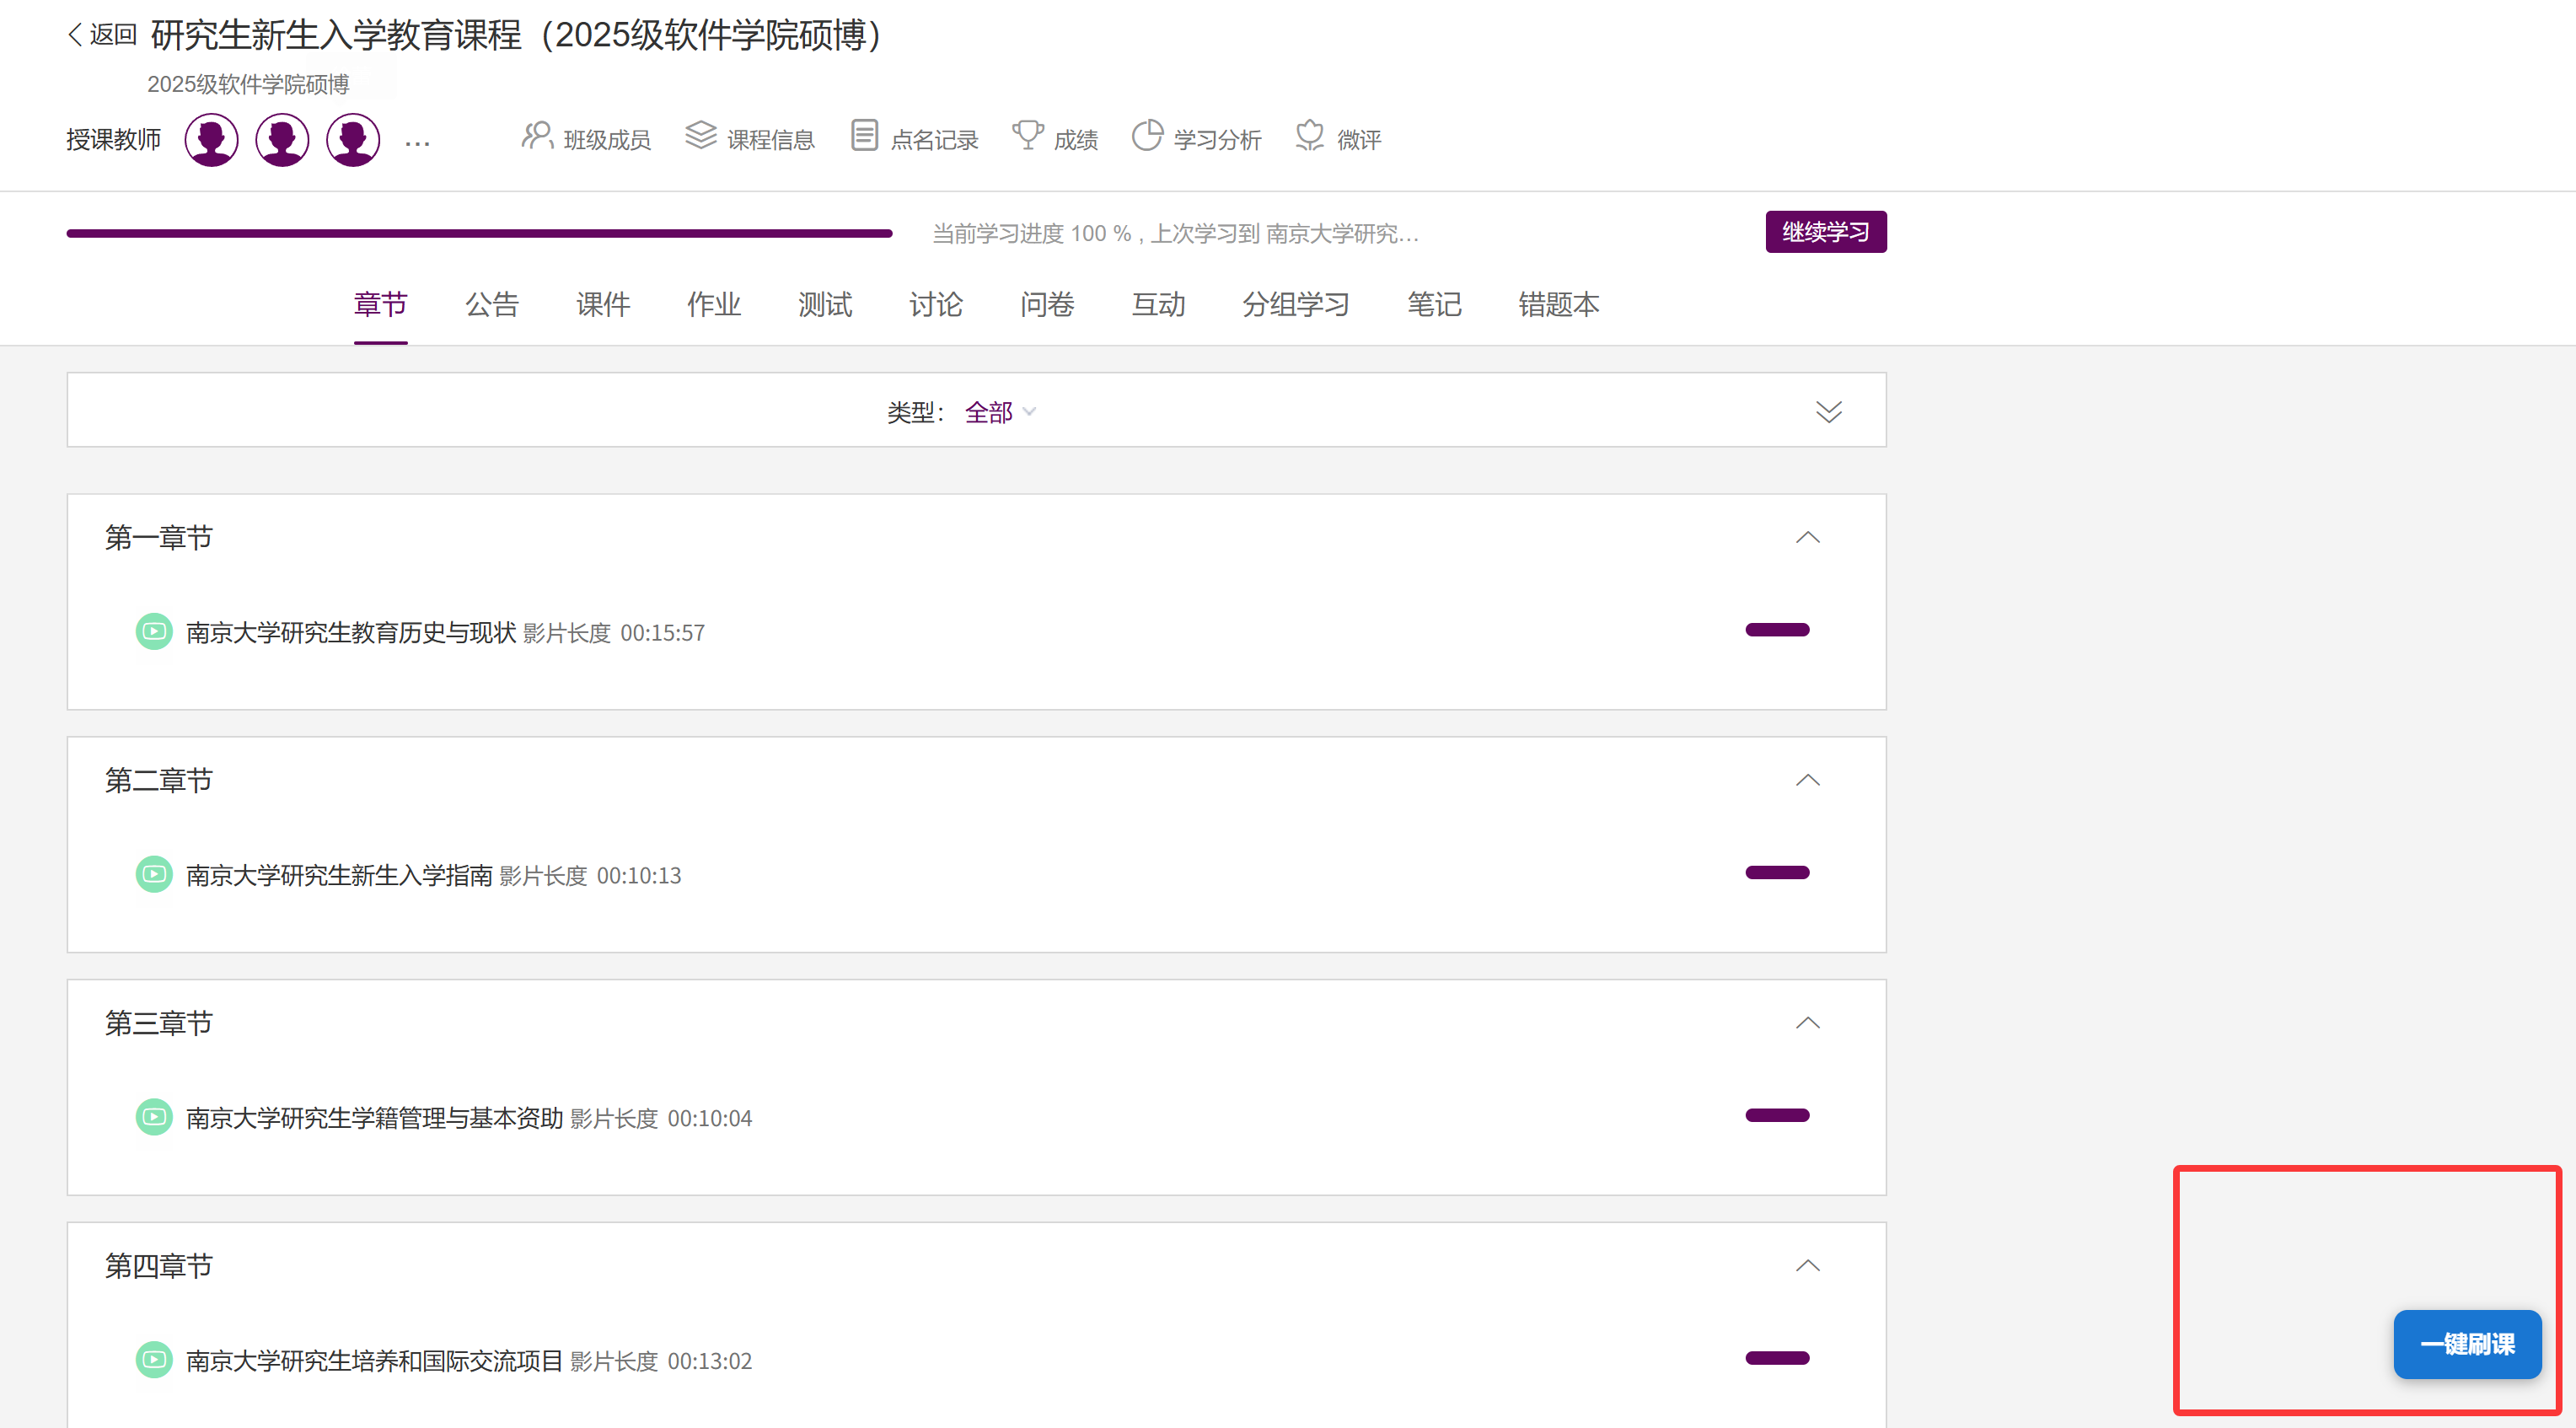 返回 研究生新生入学教育课程（2025级软件学院硕博）
2025级软件学院硕博
授课教师 ... 班级成员 课程信息 点名记录 成绩 学习分析 微评
当前学习进度 100 % , 上次学习到 南京大学研究... 继续学习
章节 公告 课件 作业 测试 讨论 问卷 互动 分组学习 笔记 错题本
类型： 全部
第一章节
南京大学研究生教育历史与现状 影片长度 00:15:57
第二章节
南京大学研究生新生入学指南 影片长度 00:10:13
第三章节
南京大学研究生学籍管理与基本资助 影片长度 00:10:04
第四章节
南京大学研究生培养和国际交流项目 影片长度 00:13:02
一键刷课